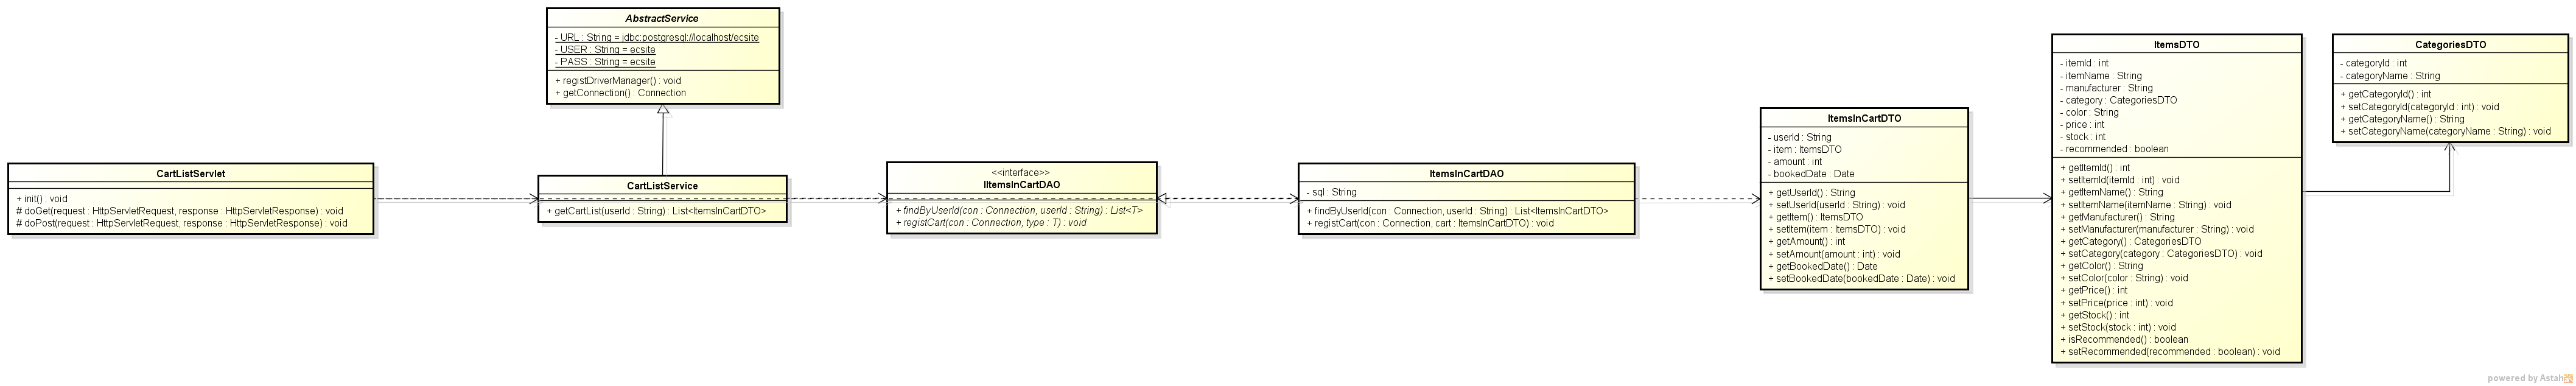 AbstractService
- URL : String = jdbc:postgresql://localhost/ecsite
- USER : String = ecsite
- PASS : String = ecsite
+ registDriverManager() : void
+ getConnection() : Connection
CartListServlet
+ init() : void
# doGet(request : HttpServletRequest, response : HttpServletResponse) : void
# doPost(request : HttpServletRequest, response : HttpServletResponse) : void
CartListService
+ getCartList(userId : String) : List<ItemsInCartDTO>
<<interface>>
IItemsInCartDAO
+ findByUserId(con : Connection, userId : String) : List<T>
+ registCart(con : Connection, type : T) : void
ItemsInCartDAO
- sql : String
+ findByUserId(con : Connection, userId : String) : List<ItemsInCartDTO>
+ registCart(con : Connection, cart : ItemsInCartDTO) : void
ItemsInCartDTO
- userId : String
- item : ItemsDTO
- amount : int
- bookedDate : Date
+ getUserId() : String
+ setUserId(userId : String) : void
+ getItem() : ItemsDTO
+ setItem(item : ItemsDTO) : void
+ getAmount() : int
+ setAmount(amount : int) : void
+ getBookedDate() : Date
+ setBookedDate(bookedDate : Date) : void
ItemsDTO
- itemId : int
- itemName : String
- manufacturer : String
- category : CategoriesDTO
- color : String
- price : int
- stock : int
- recommended : boolean
+ getItemId() : int
+ setItemId(itemId : int) : void
+ getItemName() : String
+ setItemName(itemName : String) : void
+ getManufacturer() : String
+ setManufacturer(manufacturer : String) : void
+ getCategory() : CategoriesDTO
+ setCategory(category : CategoriesDTO) : void
+ getColor() : String
+ setColor(color : String) : void
+ getPrice() : int
+ setPrice(price : int) : void
+ getStock() : int
+ setStock(stock : int) : void
+ isRecommended() : boolean
+ setRecommended(recommended : boolean) : void
CategoriesDTO
- categoryId : int
- categoryName : String
+ getCategoryId() : int
+ setCategoryId(categoryId : int) : void
+ getCategoryName() : String
+ setCategoryName(categoryName : String) : void
powered by Astah